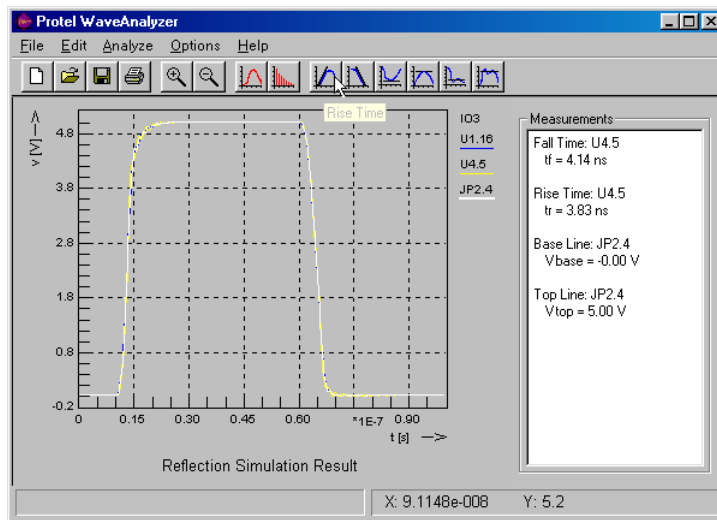 Protel WaveAnalyzer
File Edit Analyze Options Help
Rise Time
v [V] —>
4.8
3.8
2.8
1.8
0.8
-0.2
0 0.15 0.30 0.45 0.60 *1E-7 0.90
t [s] —>
IO3
U1.16
U4.5
JP2.4
Reflection Simulation Result
Measurements
Fall Time: U4.5
tf = 4.14 ns
Rise Time: U4.5
tr = 3.83 ns
Base Line: JP2.4
Vbase = -0.00 V
Top Line: JP2.4
Vtop = 5.00 V
X: 9.1148e-008 Y: 5.2